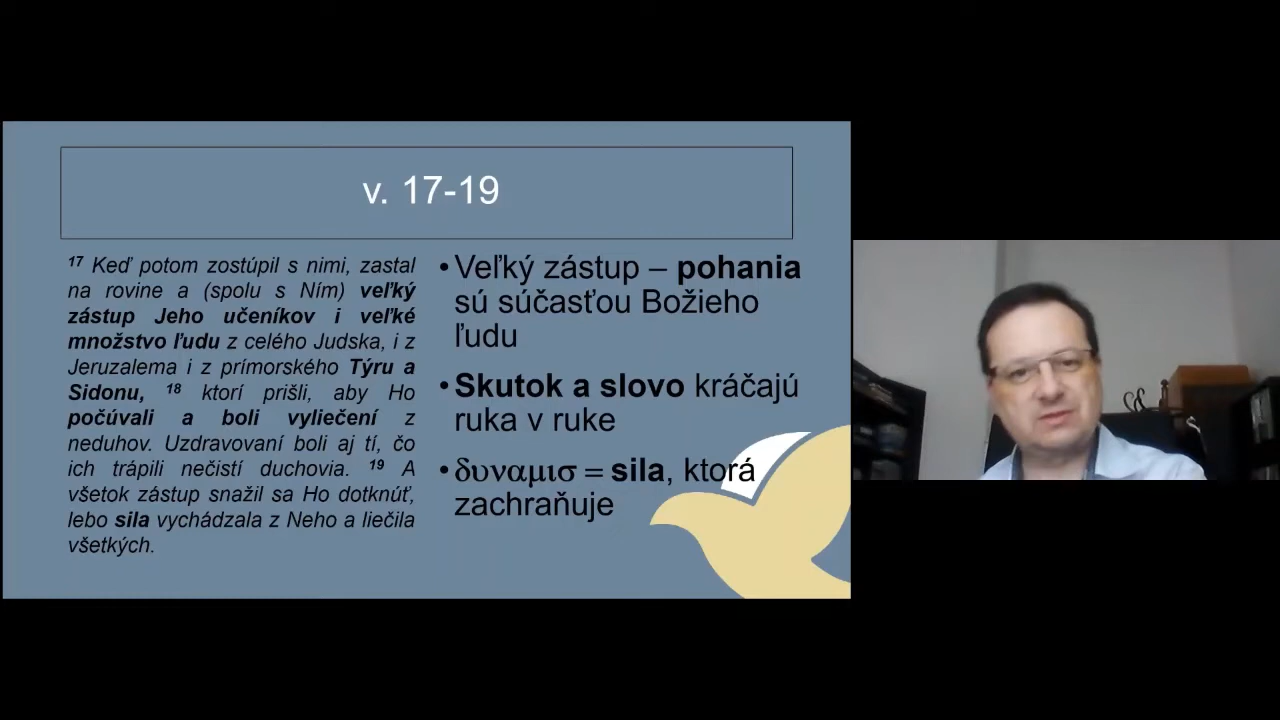 v. 17-19
17 Keď potom zostúpil s nimi, zastal
na rovine a (spolu s Ním) veľký
zástup Jeho učeníkov i veľké
množstvo ľudu z celého Judska, i z
Jeruzalema i z prímorského Týru a
Sidonu, 18 ktorí prišli, aby Ho
počúvali a boli vyliečení z
neduhov. Uzdravovaní boli aj tí, čo
ich trápili nečistí duchovia. 19 A
všetok zástup snažil sa Ho dotknúť,
lebo sila vychádzala z Neho a liečila
všetkých.
•Veľký zástup – pohania
sú súčasťou Božieho
ľudu
•Skutok a slovo kráčajú
ruka v ruke
•δυναμισ = sila, ktorá
zachraňuje